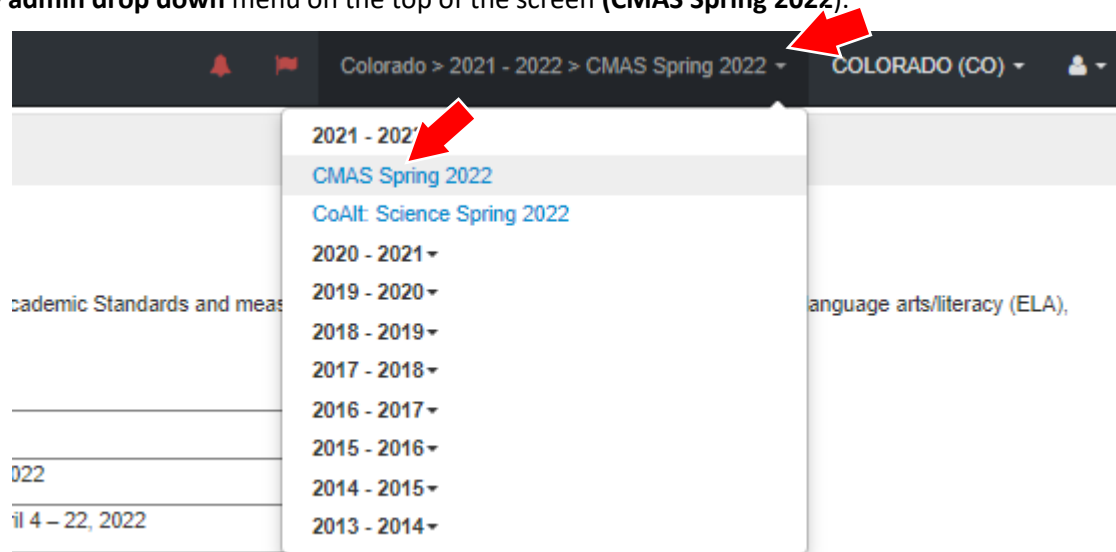 admin drop down menu on the top of the screen (CMAS Spring 2022).
Colorado > 2021 - 2022 > CMAS Spring 2022 COLORADO (CO)
2021 - 202
CMAS Spring 2022
CoAlt: Science Spring 2022
2020 - 2021
cademic Standards and meas 2019 - 2020 anguage arts/literacy (ELA),
2018 - 2019
2017 - 2018
2016 - 2017
2015 - 2016
022
2014 - 2015
il 4 – 22, 2022
2013 - 2014